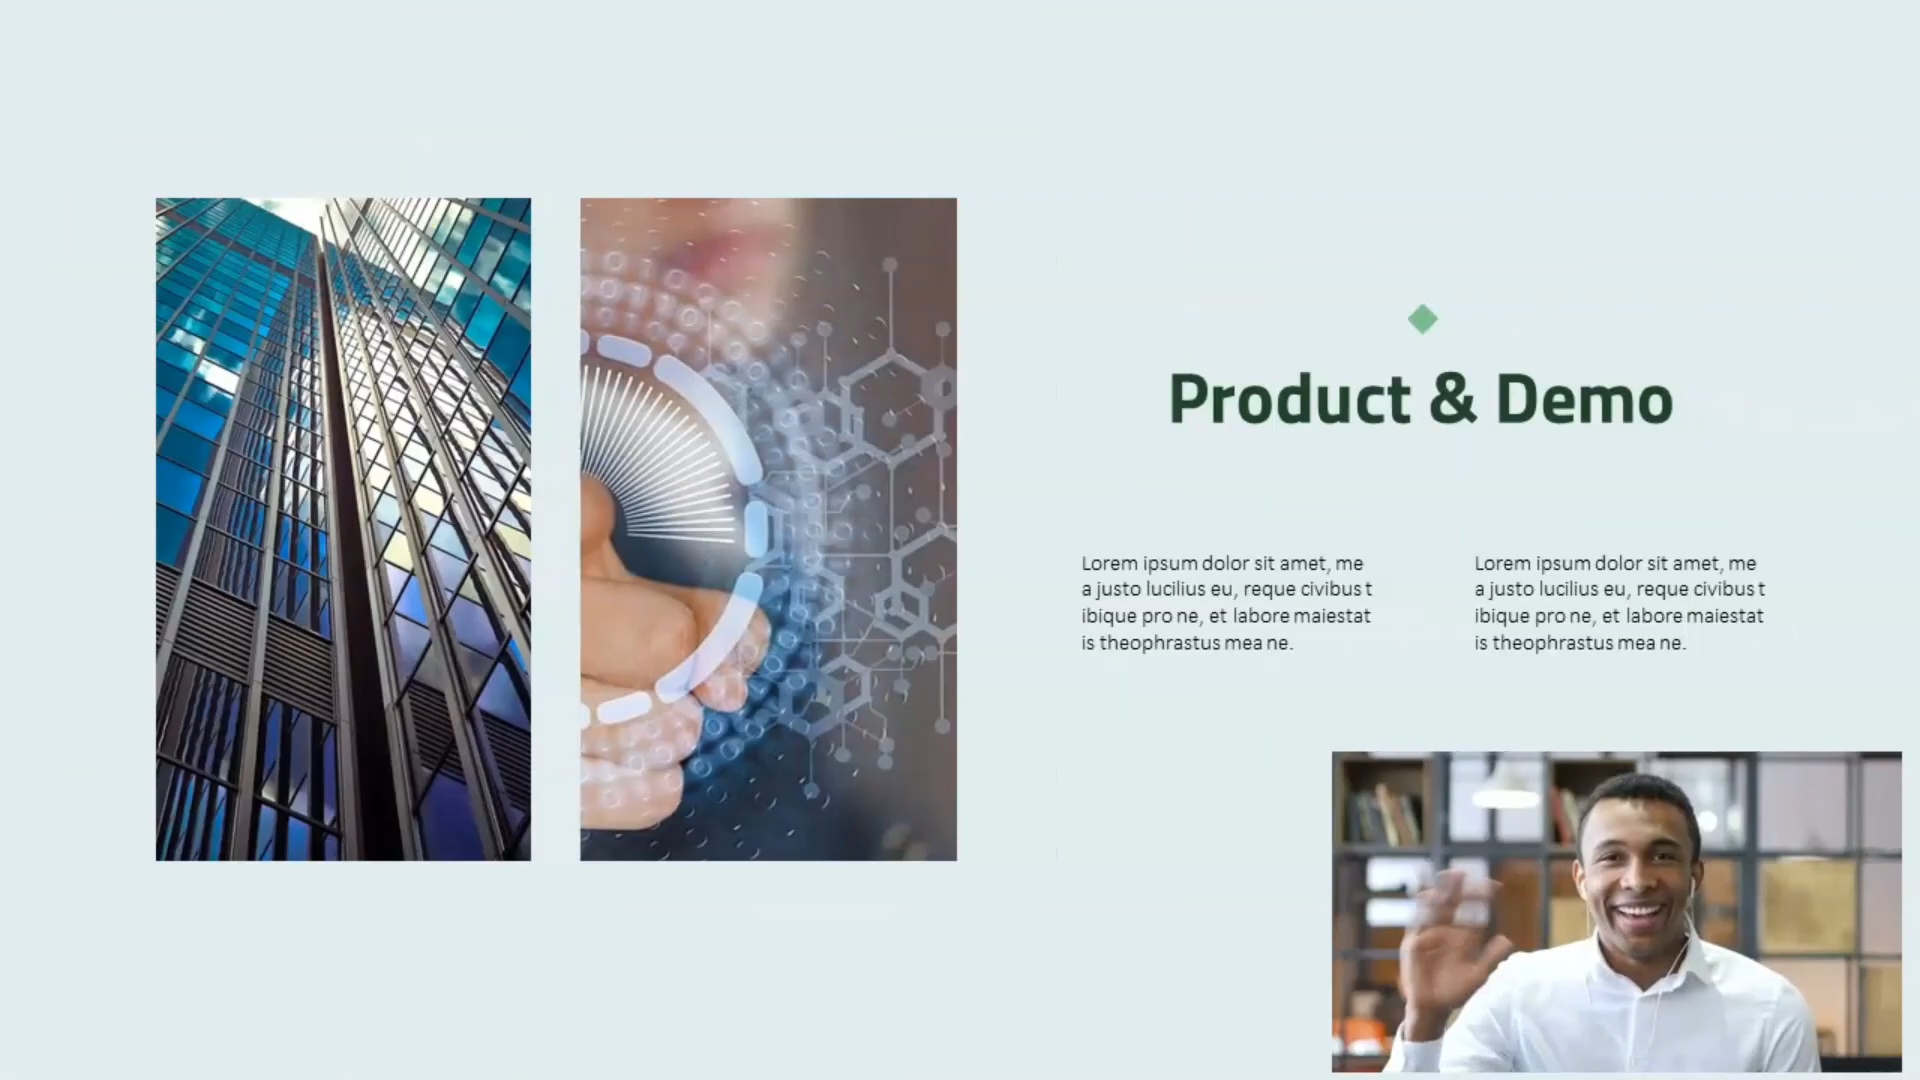 Product & Demo
Lorem ipsum dolor sit amet, me
a justo lucilius eu, reque civibus t
ibique pro ne, et labore maiestat
is theophrastus mea ne.
Lorem ipsum dolor sit amet, me
a justo lucilius eu, reque civibus t
ibique pro ne, et labore maiestat
is theophrastus mea ne.